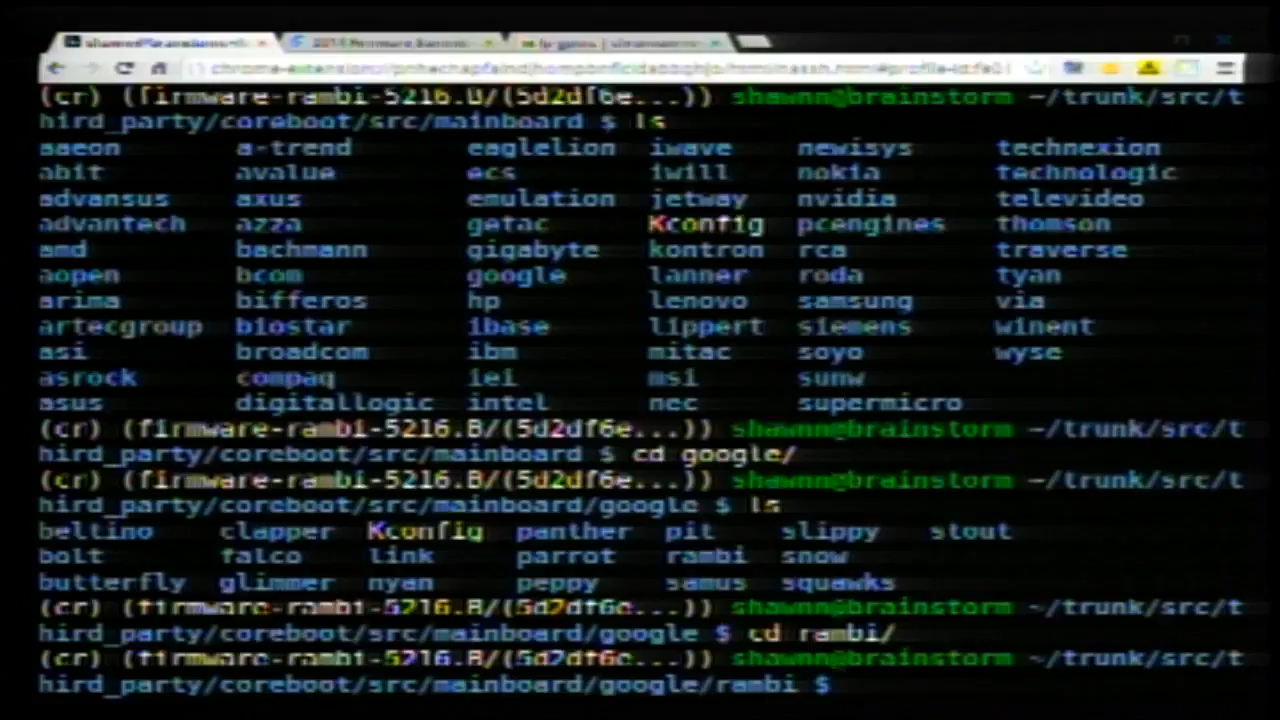 (cr) (firmware-rambi-5216.B/(5d2df6e...)) shawnn@brainstorm ~/trunk/src/t
hird_party/coreboot/src/mainboard $ ls
aaeon a-trend eaglelion iwave newisys technexion
abit avalue ecs iwill nokia technologic
advansus axus emulation jetway nvidia televideo
advantech azza getac Kconfig pcengines thomson
amd bachmann gigabyte kontron rca traverse
aopen bcom google lanner roda tyan
arima bifferos hp lenovo samsung via
artecgroup biostar ibase lippert siemens winent
asi broadcom ibm mitac soyo wyse
asrock compaq iei msi sunw
asus digitallogic intel nec supermicro
(cr) (firmware-rambi-5216.B/(5d2df6e...)) shawnn@brainstorm ~/trunk/src/t
hird_party/coreboot/src/mainboard $ cd google/
(cr) (firmware-rambi-5216.B/(5d2df6e...)) shawnn@brainstorm ~/trunk/src/t
hird_party/coreboot/src/mainboard/google $ ls
beltino clapper Kconfig panther pit slippy stout
bolt falco link parrot rambi snow
butterfly glimmer nyan peppy samus squawks
(cr) (firmware-rambi-5216.B/(5d2df6e...)) shawnn@brainstorm ~/trunk/src/t
hird_party/coreboot/src/mainboard/google $ cd rambi/
(cr) (firmware-rambi-5216.B/(5d2df6e...)) shawnn@brainstorm ~/trunk/src/t
hird_party/coreboot/src/mainboard/google/rambi $